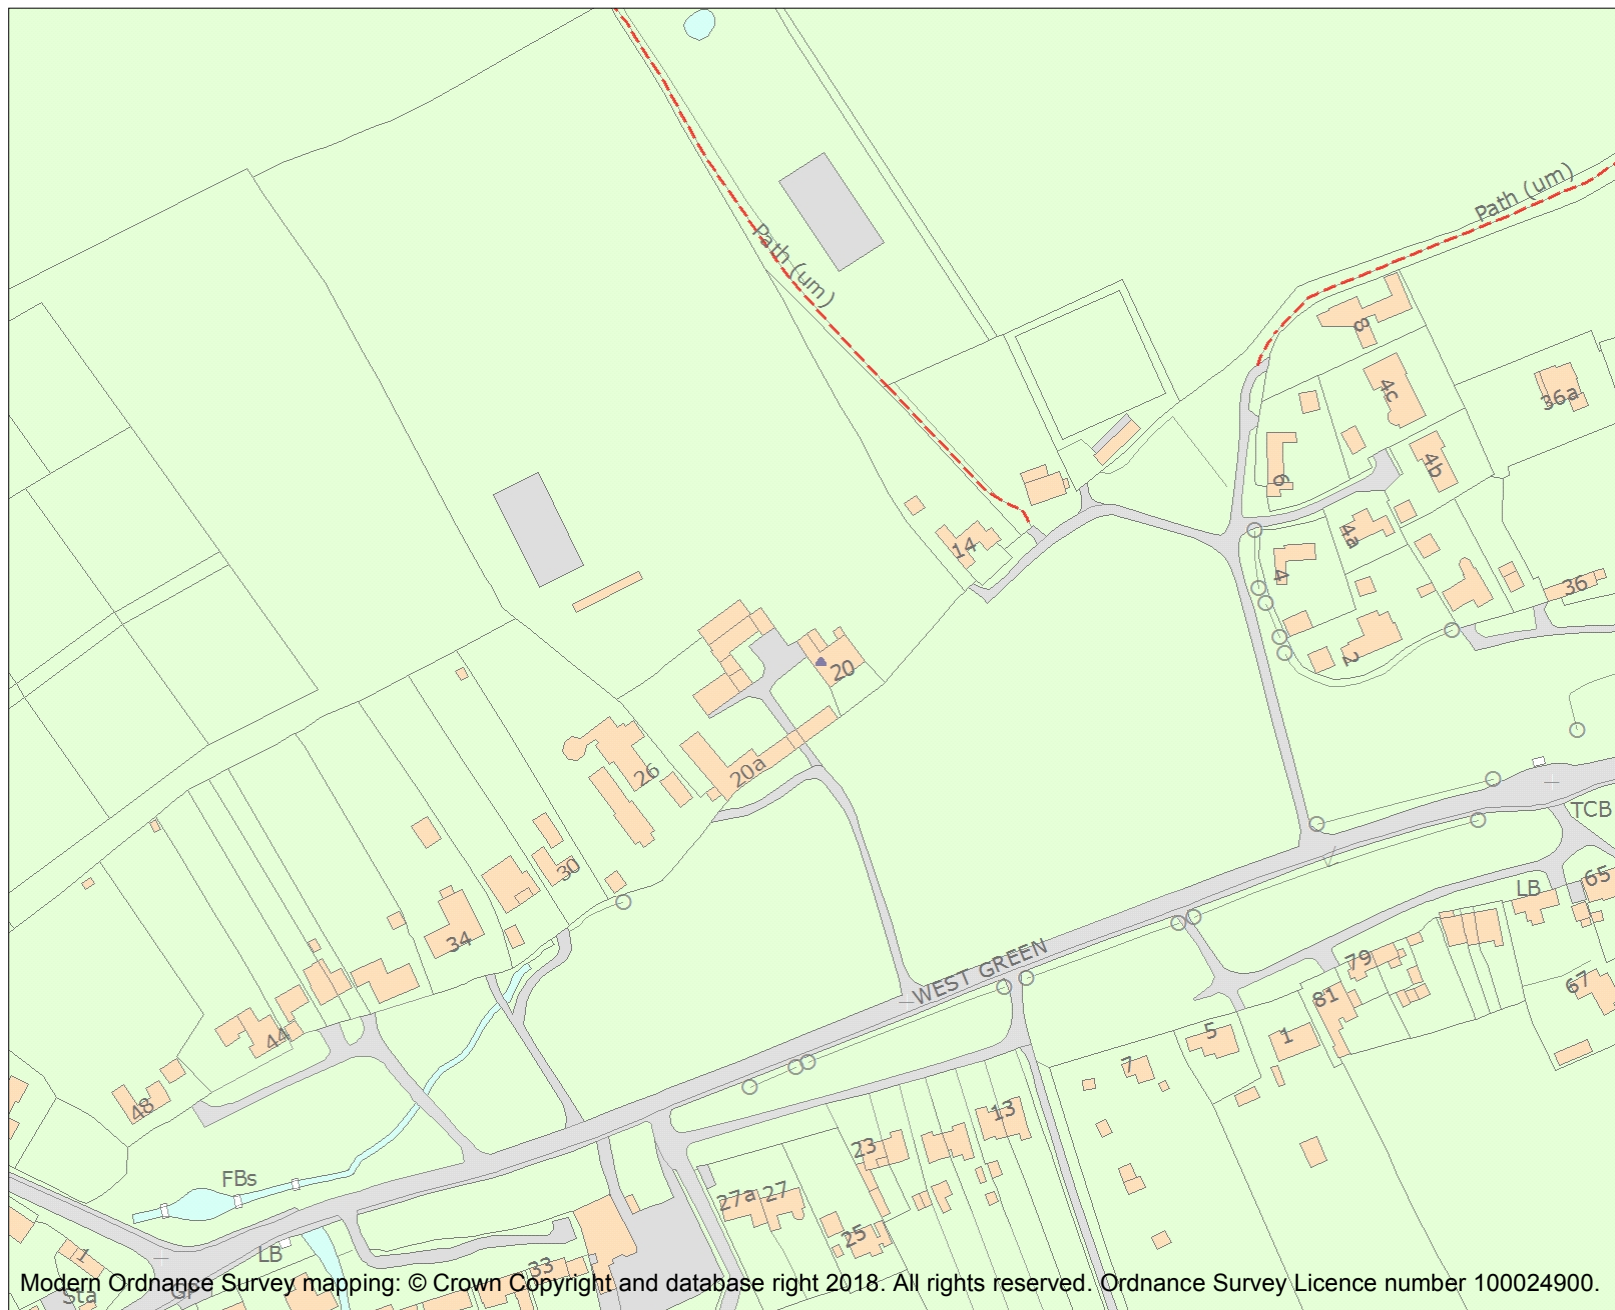 Path (um)
Path (um)
8
4c
36a
4b
6
4a
14
4
36
2
20
26
20a
TCB
30
65
LB
34
WEST GREEN
79
67
81
44
5
1
7
48
13
23
FBs
27a
27
25
LB
1
33
Sta
GP
Modern Ordnance Survey mapping: © Crown Copyright and database right 2018. All rights reserved. Ordnance Survey Licence number 100024900.